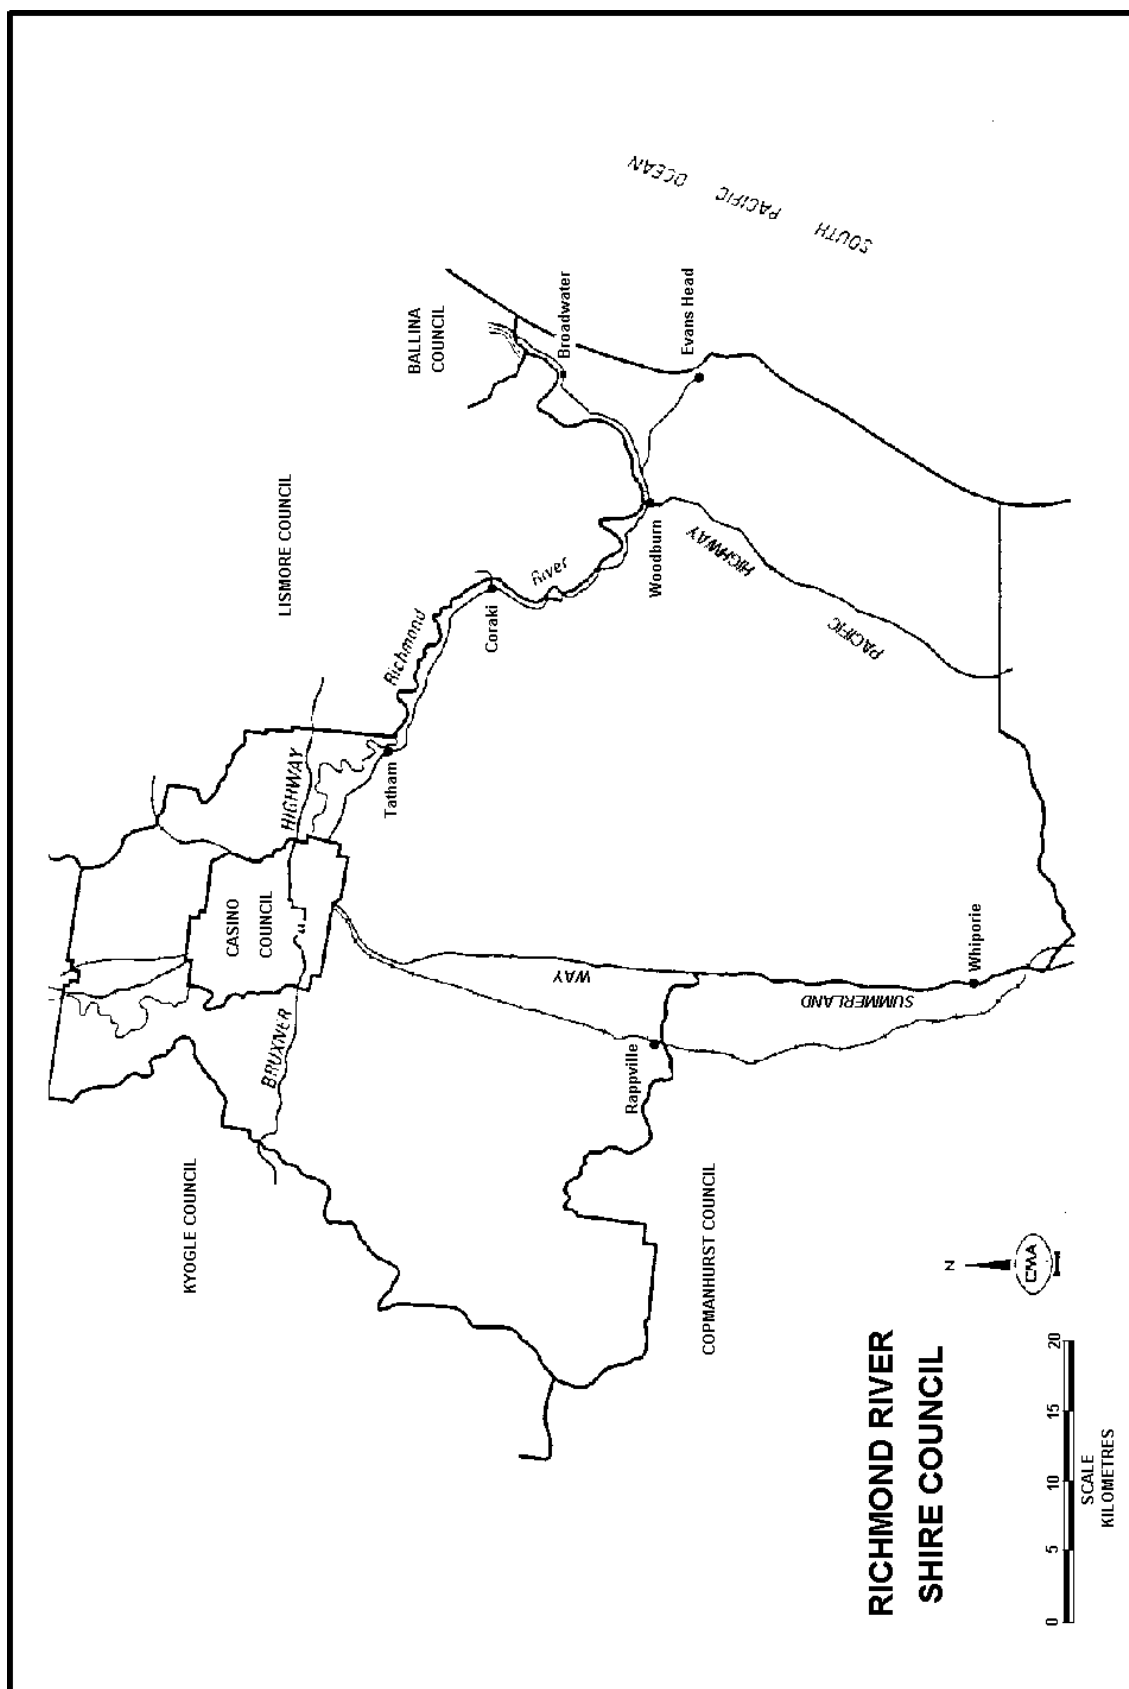 KYOGLE COUNCIL
LISMORE COUNCIL
BALLINA
COUNCIL
CASINO
COUNCIL
BRUXNER
HIGHWAY
Tatham
Richmond
River
Coraki
Woodburn
Broadwater
Evans Head
SOUTH PACIFIC OCEAN
PACIFIC
HIGHWAY
SUMMERLAND
WAY
Rappville
Whiporie
COPMANHURST COUNCIL
RICHMOND RIVER
SHIRE COUNCIL
N
CMA
0 5 10 15 20
SCALE
KILOMETRES